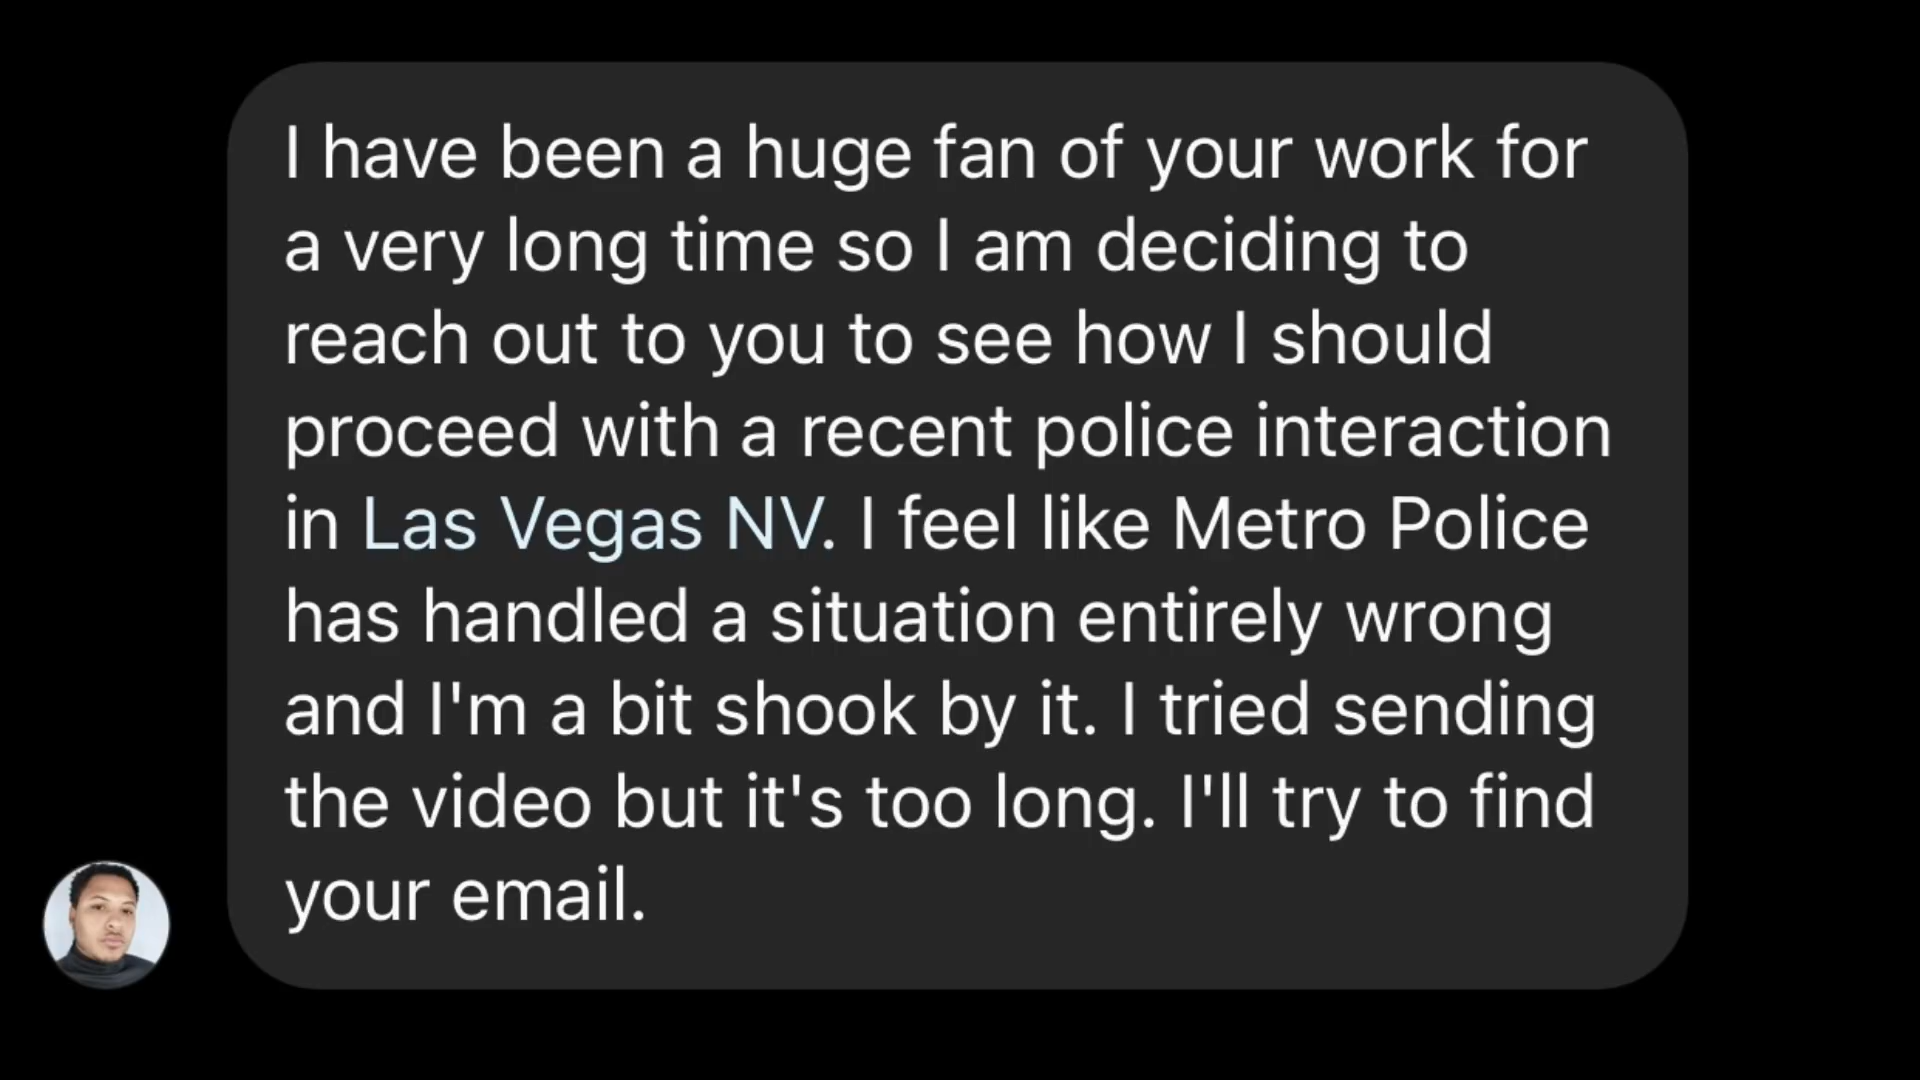 I have been a huge fan of your work for
a very long time so I am deciding to
reach out to you to see how I should
proceed with a recent police interaction
in Las Vegas NV. I feel like Metro Police
has handled a situation entirely wrong
and I'm a bit shook by it. I tried sending
the video but it's too long. I'll try to find
your email.